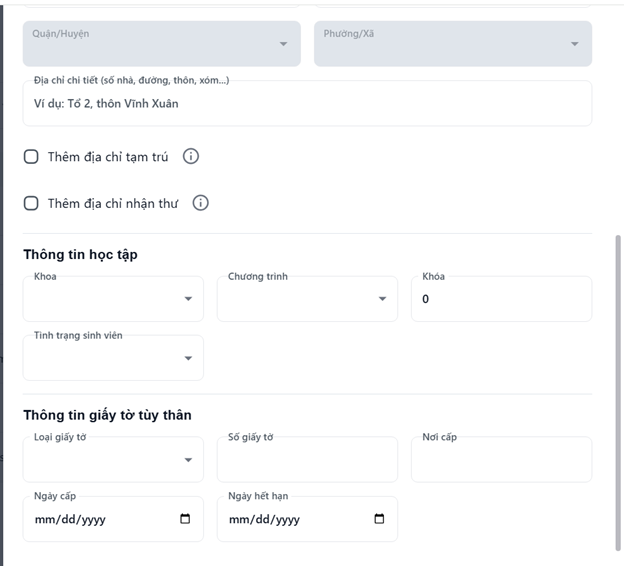 Quận/Huyện
Phường/Xã
Địa chỉ chi tiết (số nhà, đường, thôn, xóm...)
Ví dụ: Tổ 2, thôn Vĩnh Xuân
Thêm địa chỉ tạm trú
Thêm địa chỉ nhận thư
Thông tin học tập
Khoa
Chương trình
Khóa
0
Tình trạng sinh viên
Thông tin giấy tờ tùy thân
Loại giấy tờ
Số giấy tờ
Nơi cấp
Ngày cấp
Ngày hết hạn
mm/dd/yyyy
mm/dd/yyyy